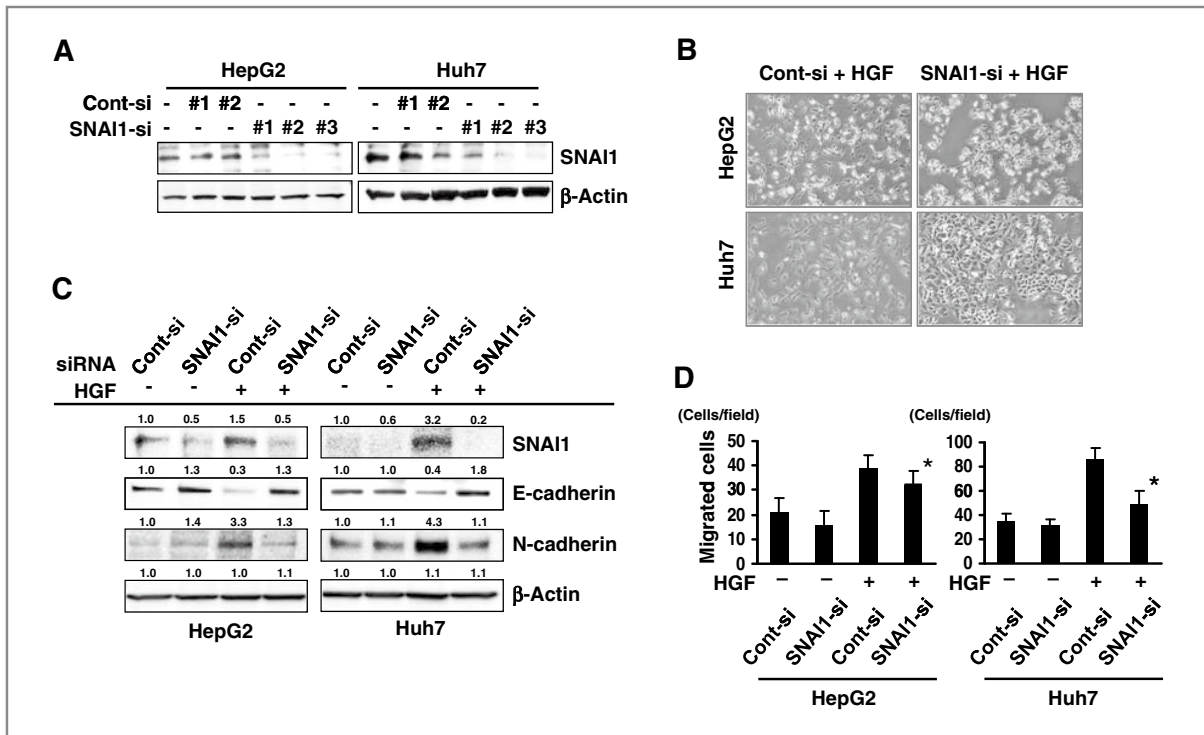 A
HepG2 Huh7
Cont-si - #1 #2 - - - - #1 #2 - - -
SNAI1-si - - - #1 #2 #3 - - - #1 #2 #3
SNAI1
β-Actin
B
Cont-si + HGF SNAI1-si + HGF
HepG2
Huh7
C
siRNA Cont-si SNAI1-si Cont-si SNAI1-si Cont-si SNAI1-si Cont-si SNAI1-si
HGF - - + + - - + +
1.0 0.5 1.5 0.5 1.0 0.6 3.2 0.2
SNAI1
1.0 1.3 0.3 1.3 1.0 1.0 0.4 1.8
E-cadherin
1.0 1.4 3.3 1.3 1.0 1.1 4.3 1.1
N-cadherin
1.0 1.0 1.0 1.1 1.0 1.0 1.1 1.1
β-Actin
HepG2 Huh7
D
(Cells/field) (Cells/field)
Migrated cells
50
40
30
20
10
0
HGF – – + +
Cont-si SNAI1-si Cont-si SNAI1-si
HepG2
*
100
80
60
40
20
0
HGF – – + +
Cont-si SNAI1-si Cont-si SNAI1-si
Huh7
*